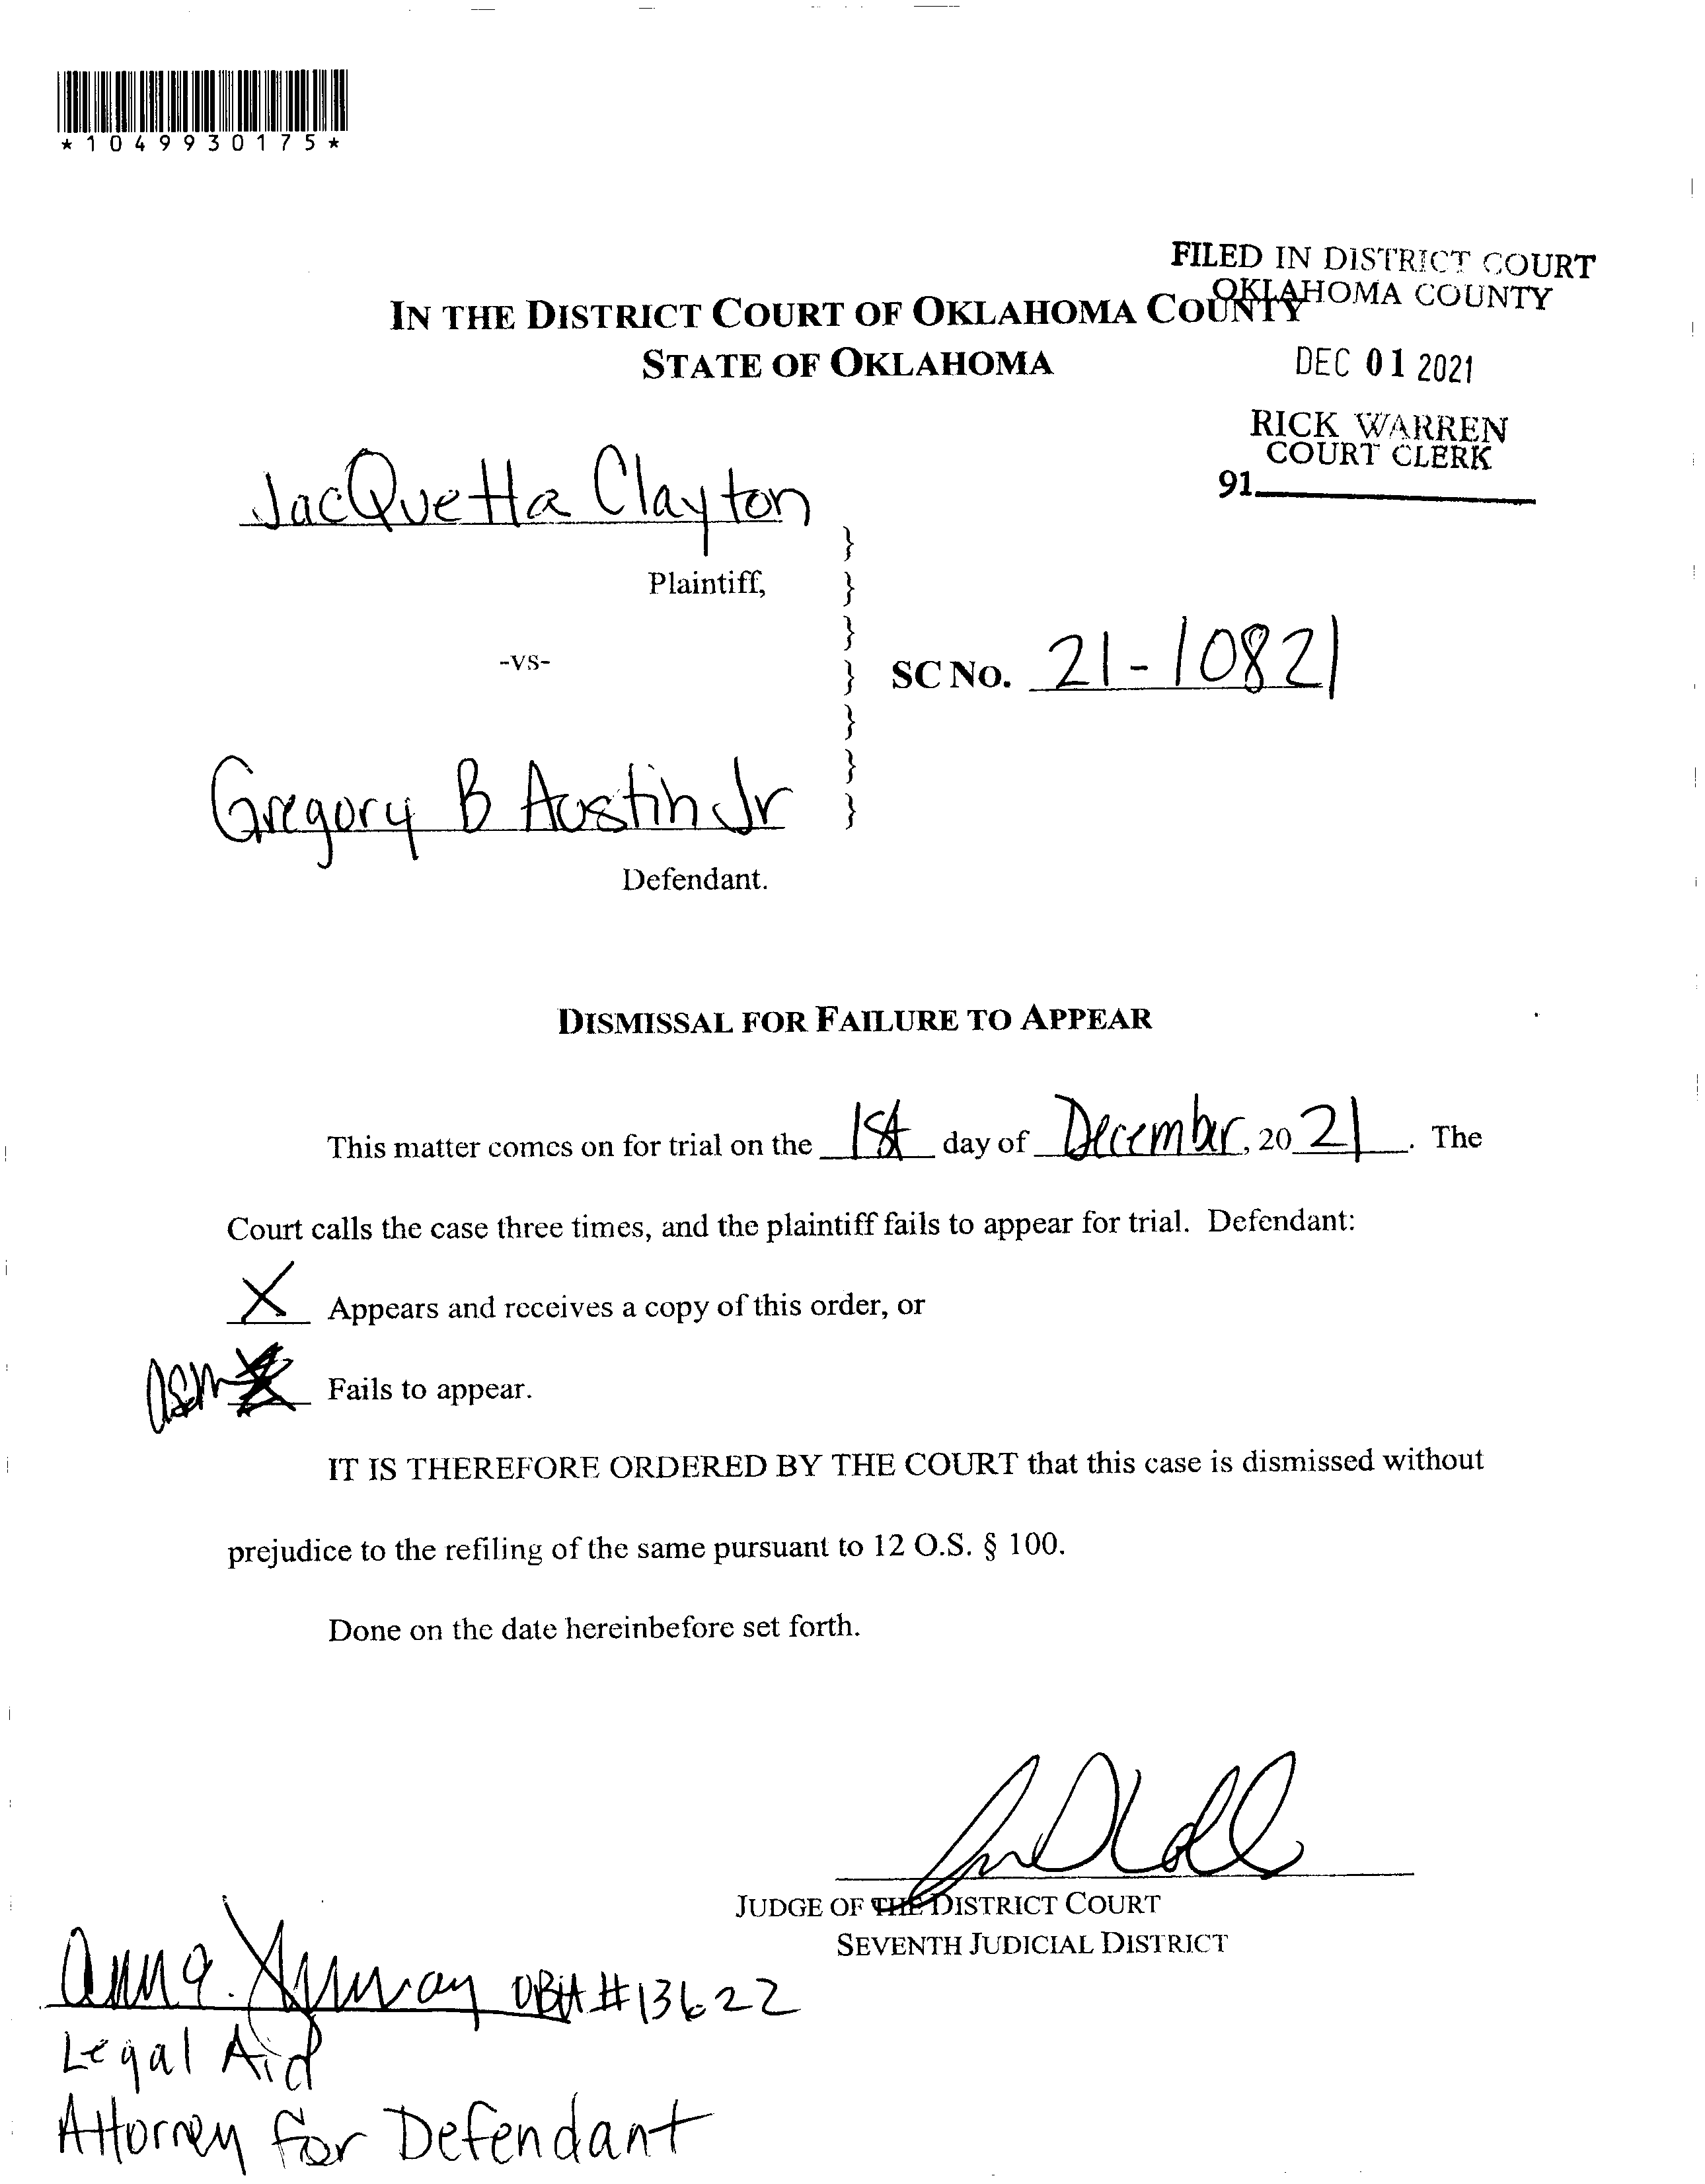 *1049930175*
FILED IN DISTRICT COURT
OKLAHOMA COUNTY
IN THE DISTRICT COURT OF OKLAHOMA COUNTY
STATE OF OKLAHOMA
DEC 01 2021
RICK WARREN
COURT CLERK
91
JacQuetta Clayton
Plaintiff,
-vs-
SC No. 21-10821
Gregory B Austin Jr
Defendant.
}
}
}
}
}
}
}
DISMISSAL FOR FAILURE TO APPEAR
This matter comes on for trial on the 1st day of December, 2021. The
Court calls the case three times, and the plaintiff fails to appear for trial. Defendant:
X Appears and receives a copy of this order, or
Fails to appear.
IT IS THEREFORE ORDERED BY THE COURT that this case is dismissed without
prejudice to the refiling of the same pursuant to 12 O.S. § 100.
Done on the date hereinbefore set forth.
JUDGE OF THE DISTRICT COURT
SEVENTH JUDICIAL DISTRICT
OBA #13622
Legal Aid
Attorney for Defendant